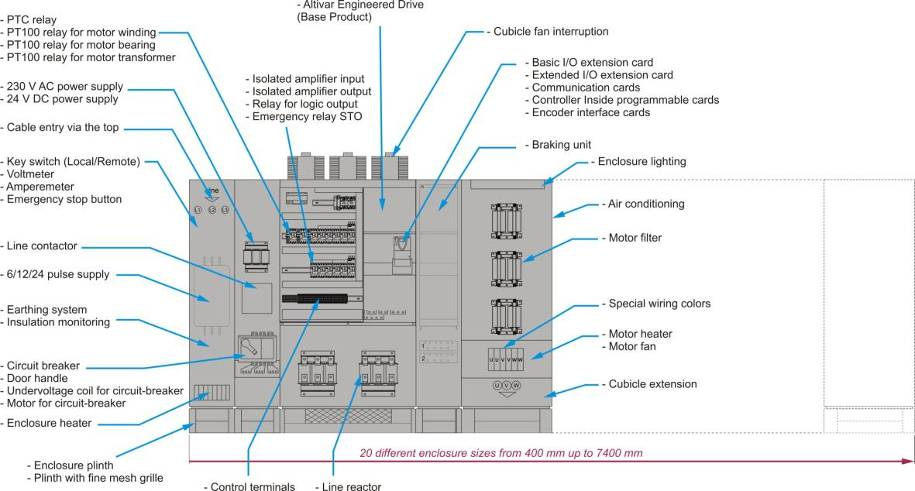 - PTC relay
- PT100 relay for motor winding
- PT100 relay for motor bearing
- PT100 relay for motor transformer
- 230 V AC power supply
- 24 V DC power supply
- Cable entry via the top
- Key switch (Local/Remote)
- Voltmeter
- Amperemeter
- Emergency stop button
- Line contactor
- 6/12/24 pulse supply
- Earthing system
- Insulation monitoring
- Circuit breaker
- Door handle
- Undervoltage coil for circuit-breaker
- Motor for circuit-breaker
- Enclosure heater
- Enclosure plinth
- Plinth with fine mesh grille
- Altivar Engineered Drive
(Base Product)
- Isolated amplifier input
- Isolated amplifier output
- Relay for logic output
- Emergency relay STO
- Cubicle fan interruption
- Basic I/O extension card
- Extended I/O extension card
- Communication cards
- Controller Inside programmable cards
- Encoder interface cards
- Braking unit
- Enclosure lighting
- Air conditioning
- Motor filter
- Special wiring colors
- Motor heater
- Motor fan
- Cubicle extension
line
L1 L2 L3
1
2
U U V V W W
U V W
20 different enclosure sizes from 400 mm up to 7400 mm
- Control terminals
- Line reactor